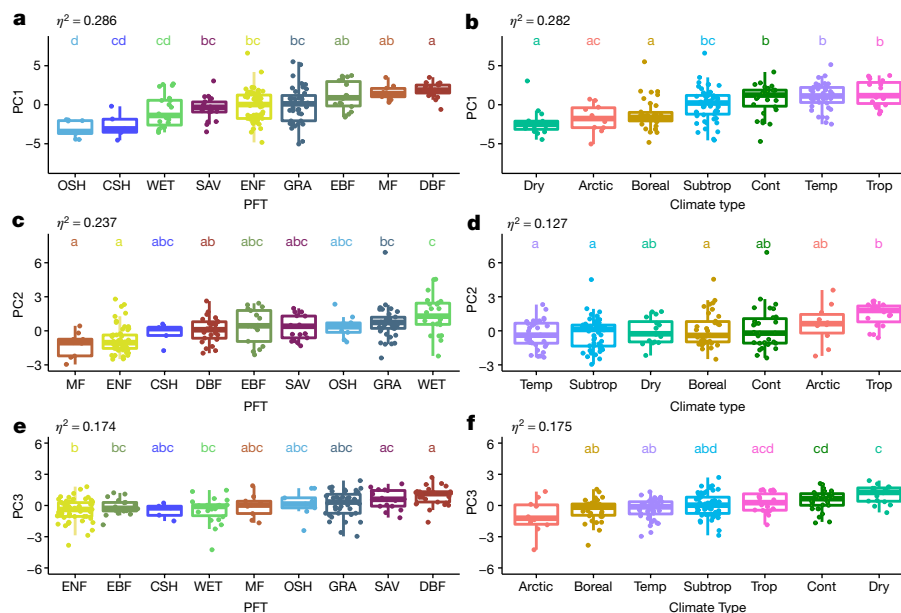 a
η² = 0.286
d cd cd bc bc bc ab ab a
PC1
5
0
−5
OSH CSH WET SAV ENF GRA EBF MF DBF
PFT
b
η² = 0.282
a ac a bc b b b
PC1
5
0
−5
Dry Arctic Boreal Subtrop Cont Temp Trop
Climate type
c
η² = 0.237
a a abc ab abc abc abc bc c
PC2
6
3
0
−3
MF ENF CSH DBF EBF SAV OSH GRA WET
PFT
d
η² = 0.127
a a ab a ab ab b
PC2
6
3
0
−3
Temp Subtrop Dry Boreal Cont Arctic Trop
Climate type
e
η² = 0.174
b bc abc bc abc abc abc ac a
PC3
6
3
0
−3
−6
ENF EBF CSH WET MF OSH GRA SAV DBF
PFT
f
η² = 0.175
b ab ab abd acd cd c
PC3
6
3
0
−3
−6
Arctic Boreal Temp Subtrop Trop Cont Dry
Climate Type